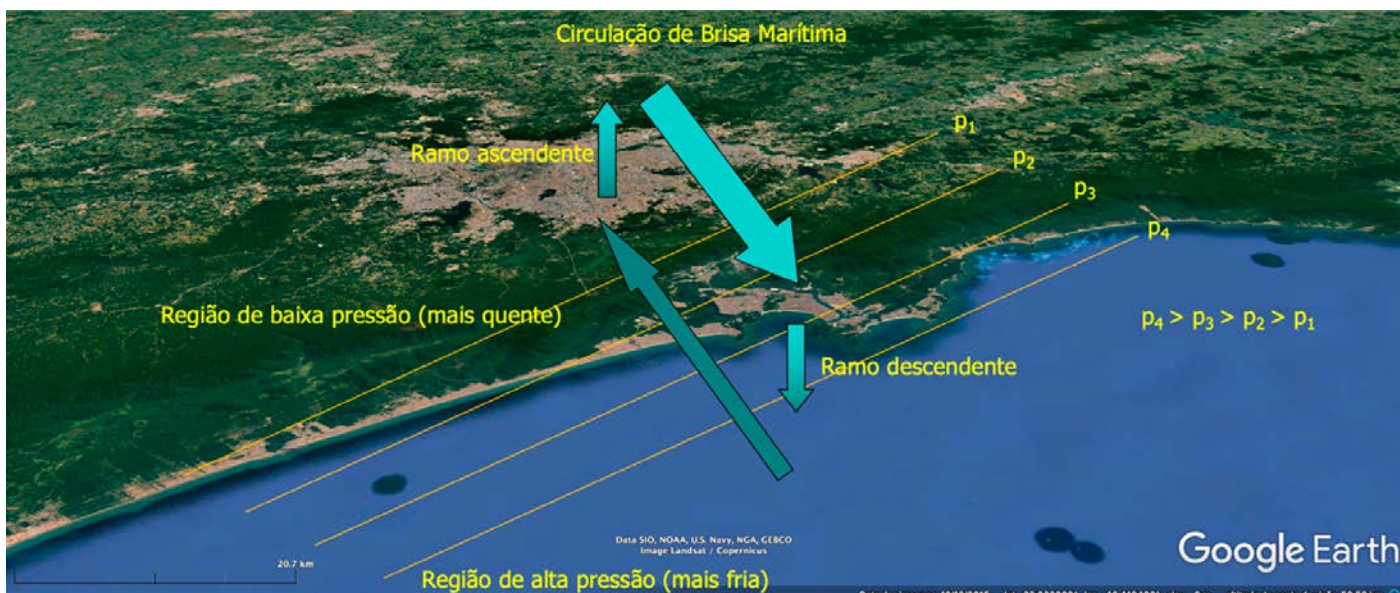 Circulação de Brisa Marítima
p₁
Ramo ascendente
p₂
p₃
p₄
Região de baixa pressão (mais quente)
p₄ > p₃ > p₂ > p₁
Ramo descendente
Data SIO, NOAA, U.S. Navy, NGA, GEBCO
Image Landsat / Copernicus
Google Earth
20.7 km
Região de alta pressão (mais fria)